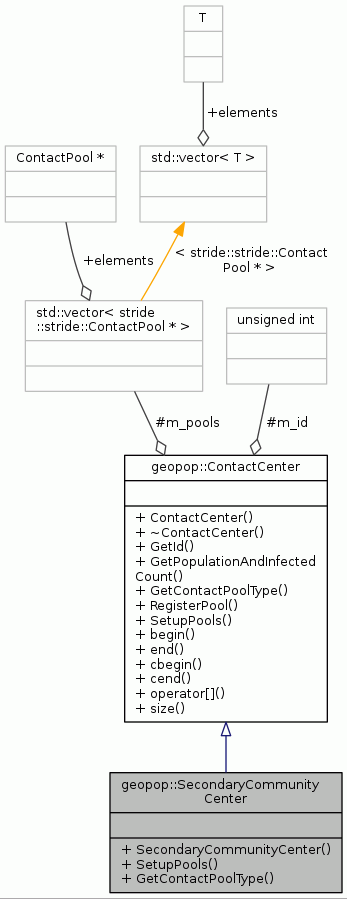 T
+elements
ContactPool *
std::vector< T >
+elements
< stride::stride::Contact
Pool * >
std::vector< stride
::stride::ContactPool * >
unsigned int
#m_pools
#m_id
geopop::ContactCenter
+ ContactCenter()
+ ~ContactCenter()
+ GetId()
+ GetPopulationAndInfected
Count()
+ GetContactPoolType()
+ RegisterPool()
+ SetupPools()
+ begin()
+ end()
+ cbegin()
+ cend()
+ operator[]()
+ size()
geopop::SecondaryCommunity
Center
+ SecondaryCommunityCenter()
+ SetupPools()
+ GetContactPoolType()